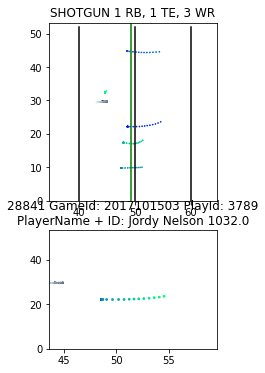 SHOTGUN 1 RB, 1 TE, 3 WR
50
40
30
20
10
0
40 50 60
28841 GameId: 2017101503 PlayId: 3789
PlayerName + ID: Jordy Nelson 1032.0
40
20
0
45 50 55